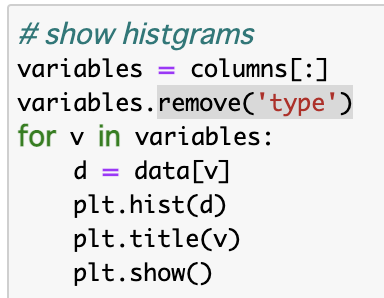 # show histgrams
variables = columns[:]
variables.remove('type')
for v in variables:
    d = data[v]
    plt.hist(d)
    plt.title(v)
    plt.show()